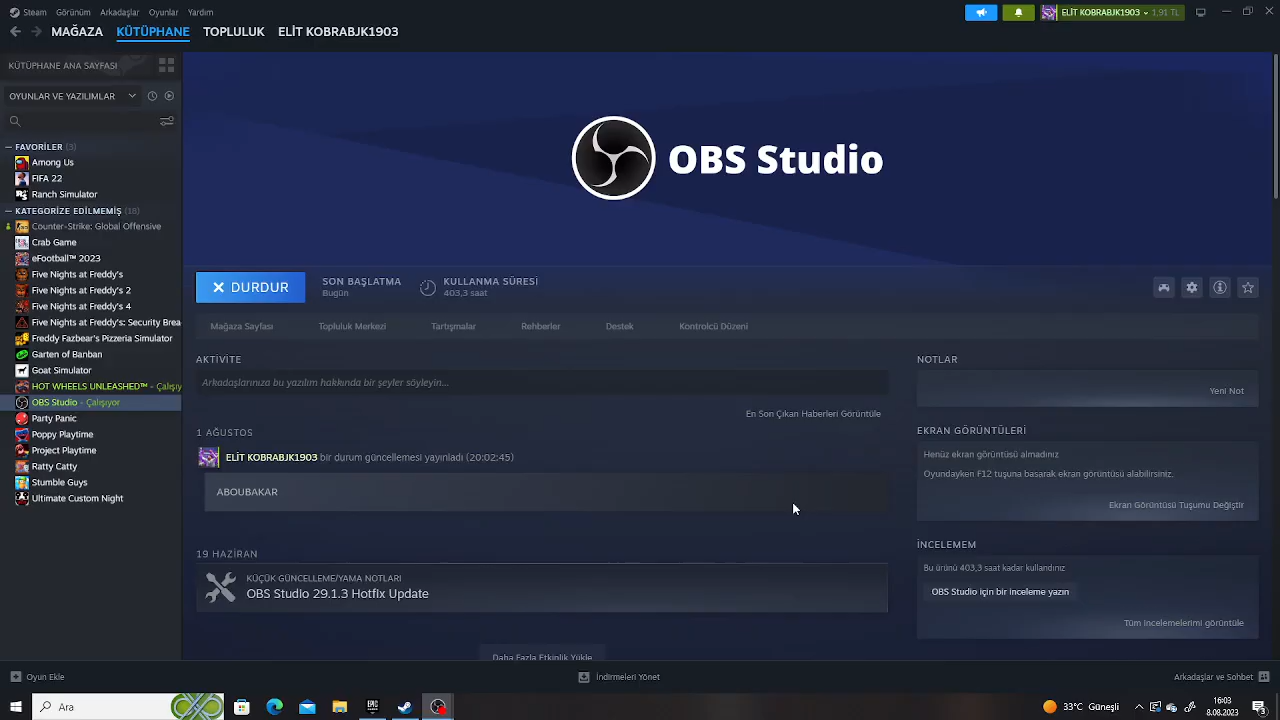 Steam Görünüm Arkadaşlar Oyunlar Yardım
ELİT KOBRABJK1903 1,91 TL
MAĞAZA KÜTÜPHANE TOPLULUK ELİT KOBRABJK1903
KÜTÜPHANE ANA SAYFASI
OYUNLAR VE YAZILIMLAR
FAVORİLER (3)
Among Us
FIFA 22
Ranch Simulator
KATEGORİZE EDİLMEMİŞ (18)
Counter-Strike: Global Offensive
Crab Game
eFootball™ 2023
Five Nights at Freddy's
Five Nights at Freddy's 2
Five Nights at Freddy's 4
Five Nights at Freddy's: Security Brea
Freddy Fazbear's Pizzeria Simulator
Garten of Banban
Goat Simulator
HOT WHEELS UNLEASHED™ - Çalışıy
OBS Studio - Çalışıyor
Party Panic
Poppy Playtime
Project Playtime
Ratty Catty
Stumble Guys
Ultimate Custom Night
OBS Studio
DURDUR
SON BAŞLATMA
Bugün
KULLANMA SÜRESİ
403,3 saat
Mağaza Sayfası Topluluk Merkezi Tartışmalar Rehberler Destek Kontrolcü Düzeni
AKTİVİTE
Arkadaşlarınıza bu yazılım hakkında bir şeyler söyleyin...
En Son Çıkan Haberleri Görüntüle
1 AĞUSTOS
ELİT KOBRABJK1903 bir durum güncellemesi yayınladı (20:02:45)
ABOUBAKAR
19 HAZİRAN
KÜÇÜK GÜNCELLEME/YAMA NOTLARI
OBS Studio 29.1.3 Hotfix Update
Daha Fazla Etkinlik Yükle
NOTLAR
Yeni Not
EKRAN GÖRÜNTÜLERİ
Henüz ekran görüntüsü almadınız
Oyundayken F12 tuşuna basarak ekran görüntüsü alabilirsiniz.
Ekran Görüntüsü Tuşumu Değiştir
İNCELEMEM
Bu ürünü 403,3 saat kadar kullandınız
OBS Studio için bir inceleme yazın
Tüm incelemelerimi görüntüle
Oyun Ekle
İndirmeleri Yönet
Arkadaşlar ve Sohbet
Ara
EPIC
33°C Güneşli
16:03
8.08.2023